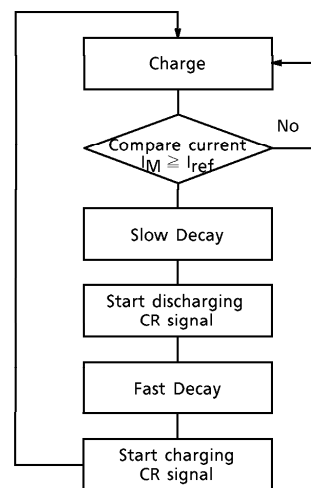 Charge
No
Compare current
IM ≧ Iref
Slow Decay
Start discharging
CR signal
Fast Decay
Start charging
CR signal